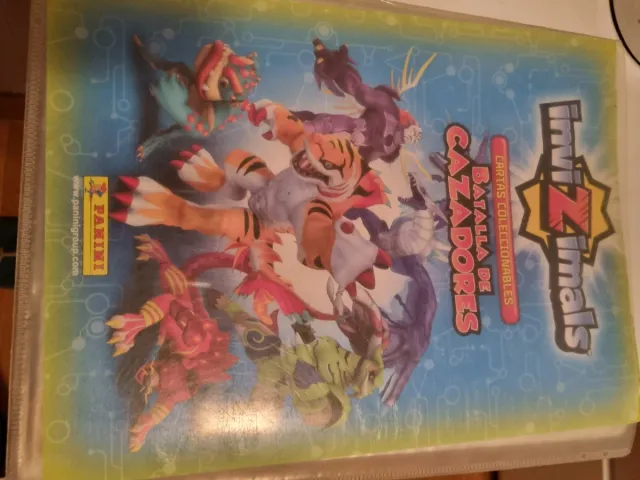 inviZimals
CARTAS COLECCIONABLES
BATALLA DE
CAZADORES
PANINI
www.paninigroup.com